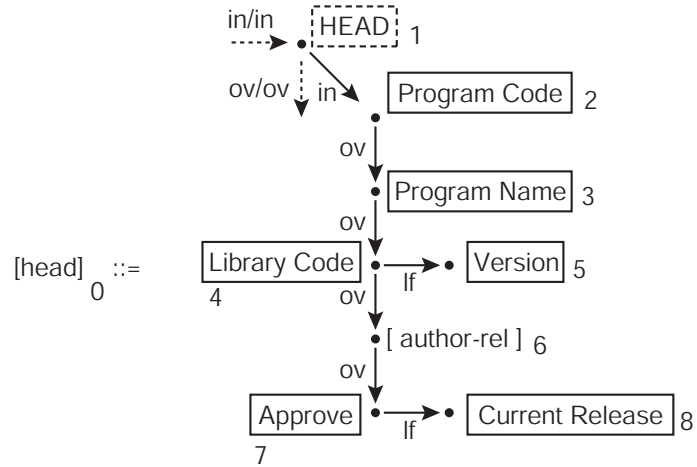 in/in
HEAD 1
ov/ov in
Program Code 2
ov
Program Name 3
ov
[head] 0 ::= Library Code 4 lf Version 5
ov
[ author-rel ] 6
ov
Approve 7 lf Current Release 8